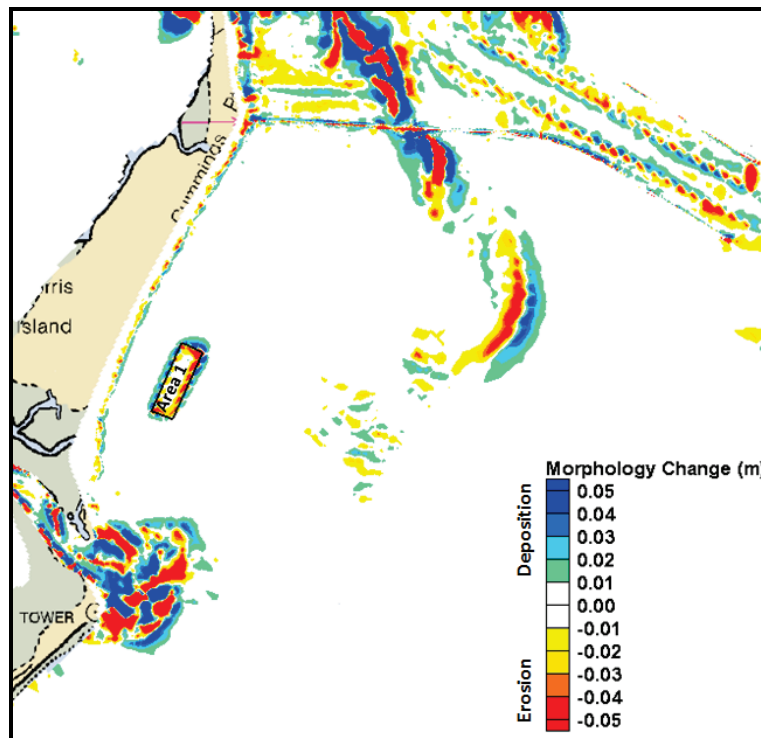 P
Cummings
rris
Island
Area 1
TOWER
Morphology Change (m)
Deposition
0.05
0.04
0.03
0.02
0.01
0.00
-0.01
-0.02
-0.03
-0.04
-0.05
Erosion